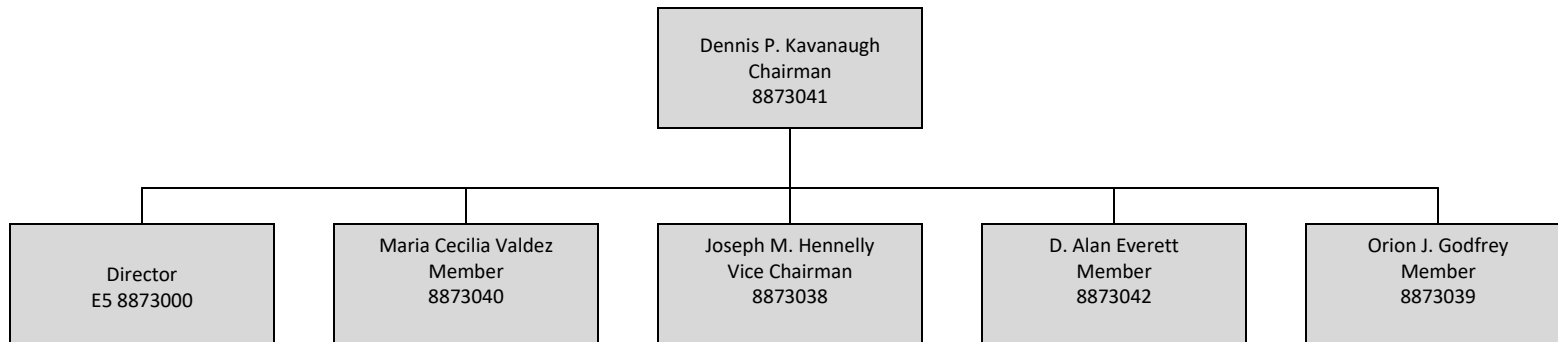 Dennis P. Kavanaugh
Chairman
8873041
Director
E5 8873000
Maria Cecilia Valdez
Member
8873040
Joseph M. Hennelly
Vice Chairman
8873038
D. Alan Everett
Member
8873042
Orion J. Godfrey
Member
8873039